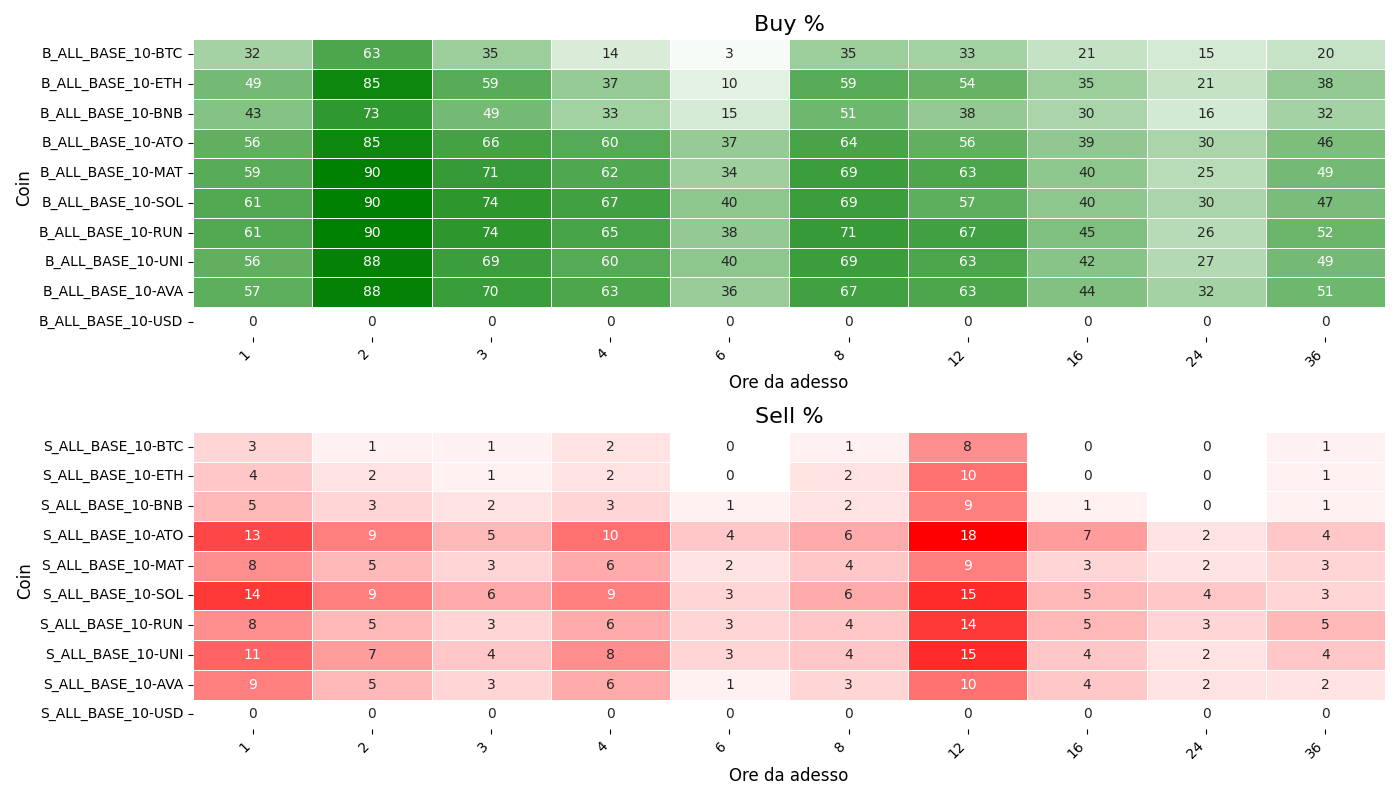 Buy %
Coin
B_ALL_BASE_10-BTC 32 63 35 14 3 35 33 21 15 20
B_ALL_BASE_10-ETH 49 85 59 37 10 59 54 35 21 38
B_ALL_BASE_10-BNB 43 73 49 33 15 51 38 30 16 32
B_ALL_BASE_10-ATO 56 85 66 60 37 64 56 39 30 46
B_ALL_BASE_10-MAT 59 90 71 62 34 69 63 40 25 49
B_ALL_BASE_10-SOL 61 90 74 67 40 69 57 40 30 47
B_ALL_BASE_10-RUN 61 90 74 65 38 71 67 45 26 52
B_ALL_BASE_10-UNI 56 88 69 60 40 69 63 42 27 49
B_ALL_BASE_10-AVA 57 88 70 63 36 67 63 44 32 51
B_ALL_BASE_10-USD 0 0 0 0 0 0 0 0 0 0
1 2 3 4 6 8 12 16 24 36
Ore da adesso
Sell %
Coin
S_ALL_BASE_10-BTC 3 1 1 2 0 1 8 0 0 1
S_ALL_BASE_10-ETH 4 2 1 2 0 2 10 0 0 1
S_ALL_BASE_10-BNB 5 3 2 3 1 2 9 1 0 1
S_ALL_BASE_10-ATO 13 9 5 10 4 6 18 7 2 4
S_ALL_BASE_10-MAT 8 5 3 6 2 4 9 3 2 3
S_ALL_BASE_10-SOL 14 9 6 9 3 6 15 5 4 3
S_ALL_BASE_10-RUN 8 5 3 6 3 4 14 5 3 5
S_ALL_BASE_10-UNI 11 7 4 8 3 4 15 4 2 4
S_ALL_BASE_10-AVA 9 5 3 6 1 3 10 4 2 2
S_ALL_BASE_10-USD 0 0 0 0 0 0 0 0 0 0
1 2 3 4 6 8 12 16 24 36
Ore da adesso